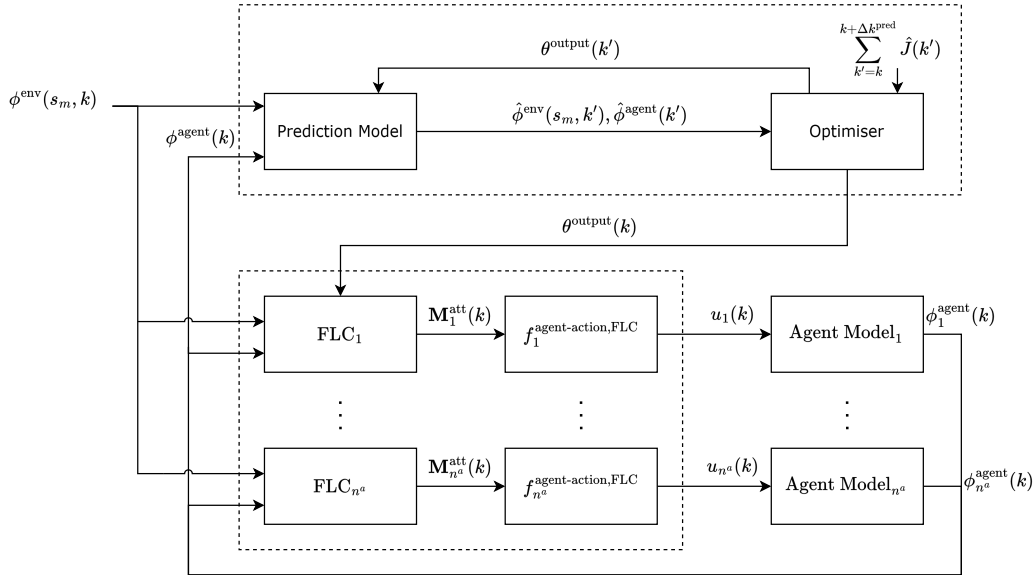 θ^output(k′)
∑_{k′=k}^{k+Δk^pred} Ĵ(k′)
ϕ^env(s_m, k)
Prediction Model
ϕ̂^env(s_m, k′), ϕ̂^agent(k′)
Optimiser
ϕ^agent(k)
θ^output(k)
FLC_1
M_1^att(k)
f_1^agent-action,FLC
u_1(k)
Agent Model_1
ϕ_1^agent(k)
⋮ ⋮ ⋮
FLC_{n^a}
M_{n^a}^att(k)
f_{n^a}^agent-action,FLC
u_{n^a}(k)
Agent Model_{n^a}
ϕ_{n^a}^agent(k)